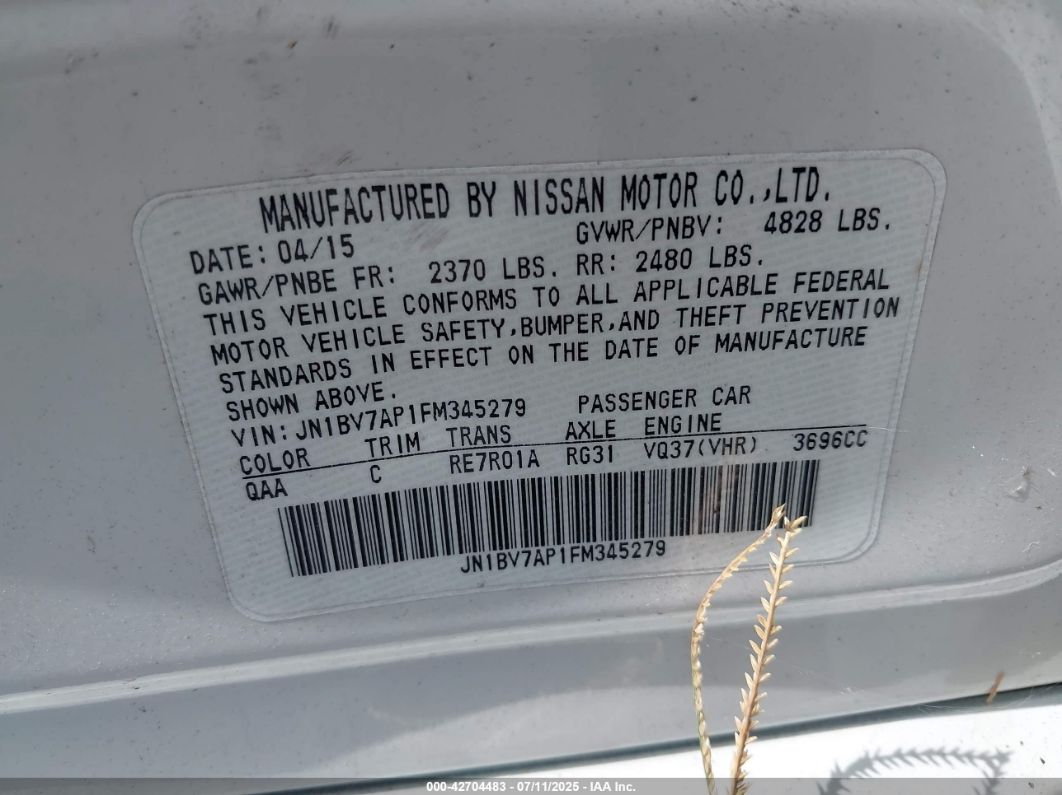 MANUFACTURED BY NISSAN MOTOR CO.,LTD.
DATE: 04/15 GVWR/PNBV: 4828 LBS.
GAWR/PNBE FR: 2370 LBS. RR: 2480 LBS.
THIS VEHICLE CONFORMS TO ALL APPLICABLE FEDERAL
MOTOR VEHICLE SAFETY,BUMPER,AND THEFT PREVENTION
STANDARDS IN EFFECT ON THE DATE OF MANUFACTURE
SHOWN ABOVE.
VIN: JN1BV7AP1FM345279 PASSENGER CAR
COLOR TRIM TRANS AXLE ENGINE
QAA C RE7R01A RG31 VQ37(VHR) 3696CC
JN1BV7AP1FM345279
000-42704483 - 07/11/2025 - IAA Inc.